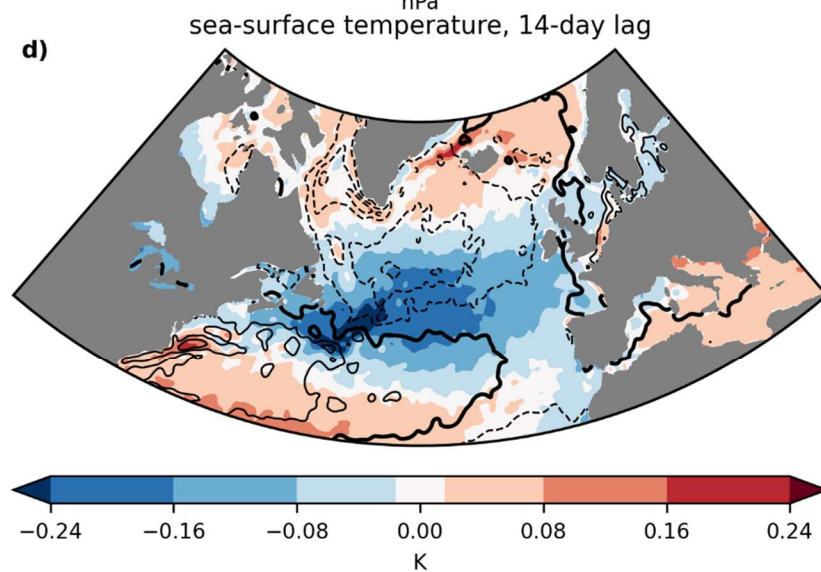 hPa
sea-surface temperature, 14-day lag
d)
−0.24 −0.16 −0.08 0.00 0.08 0.16 0.24
K